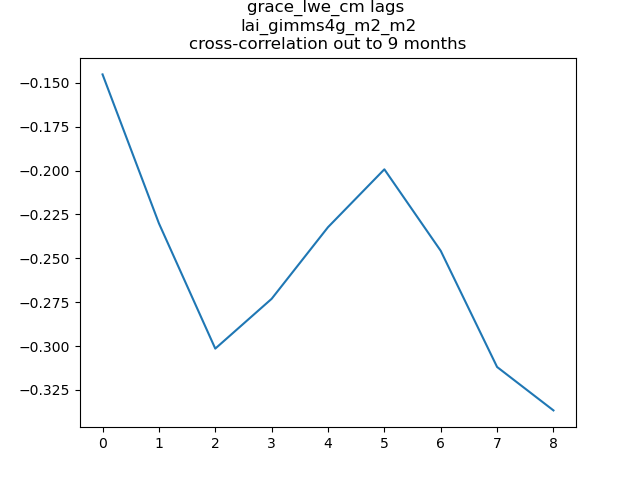 grace_lwe_cm lags
lai_gimms4g_m2_m2
cross-correlation out to 9 months
−0.150
−0.175
−0.200
−0.225
−0.250
−0.275
−0.300
−0.325
0 1 2 3 4 5 6 7 8